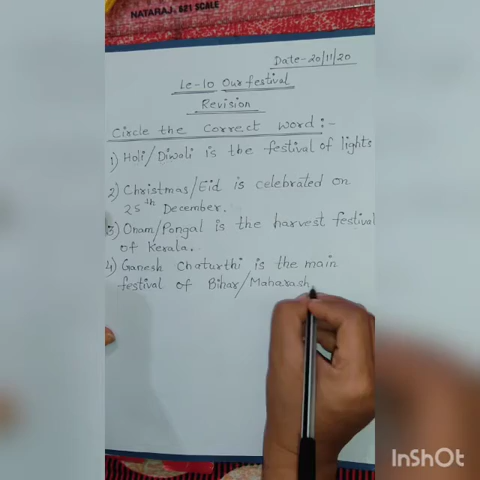 NATARAJ 621 SCALE
Date-20/11/20
Le-10 Our festival
Revision
Circle the Correct word:-
1) Holi/Diwali is the festival of lights
2) Christmas/Eid is celebrated on
25th December.
3) Onam/Pongal is the harvest festival
of Kerala.
4) Ganesh Chaturthi is the main
festival of Bihar/Maharash
InShOt